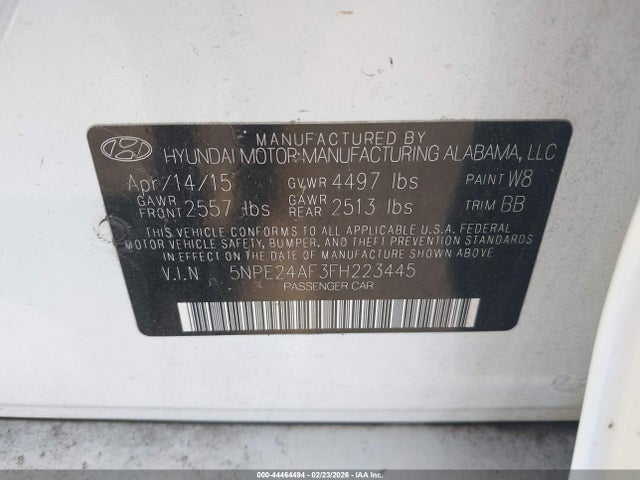 MANUFACTURED BY
HYUNDAI MOTOR MANUFACTURING ALABAMA, LLC
Apr/14/15 GVWR 4497 lbs PAINT W8
GAWR FRONT 2557 lbs GAWR REAR 2513 lbs TRIM BB
THIS VEHICLE CONFORMS TO ALL APPLICABLE U.S.A. FEDERAL
MOTOR VEHICLE SAFETY, BUMPER, AND THEFT PREVENTION STANDARDS
IN EFFECT ON THE DATE OF MANUFACTURE SHOWN ABOVE.
V.I.N 5NPE24AF3FH223445
PASSENGER CAR
000-44464494 - 02/23/2026 - IAA, Inc.